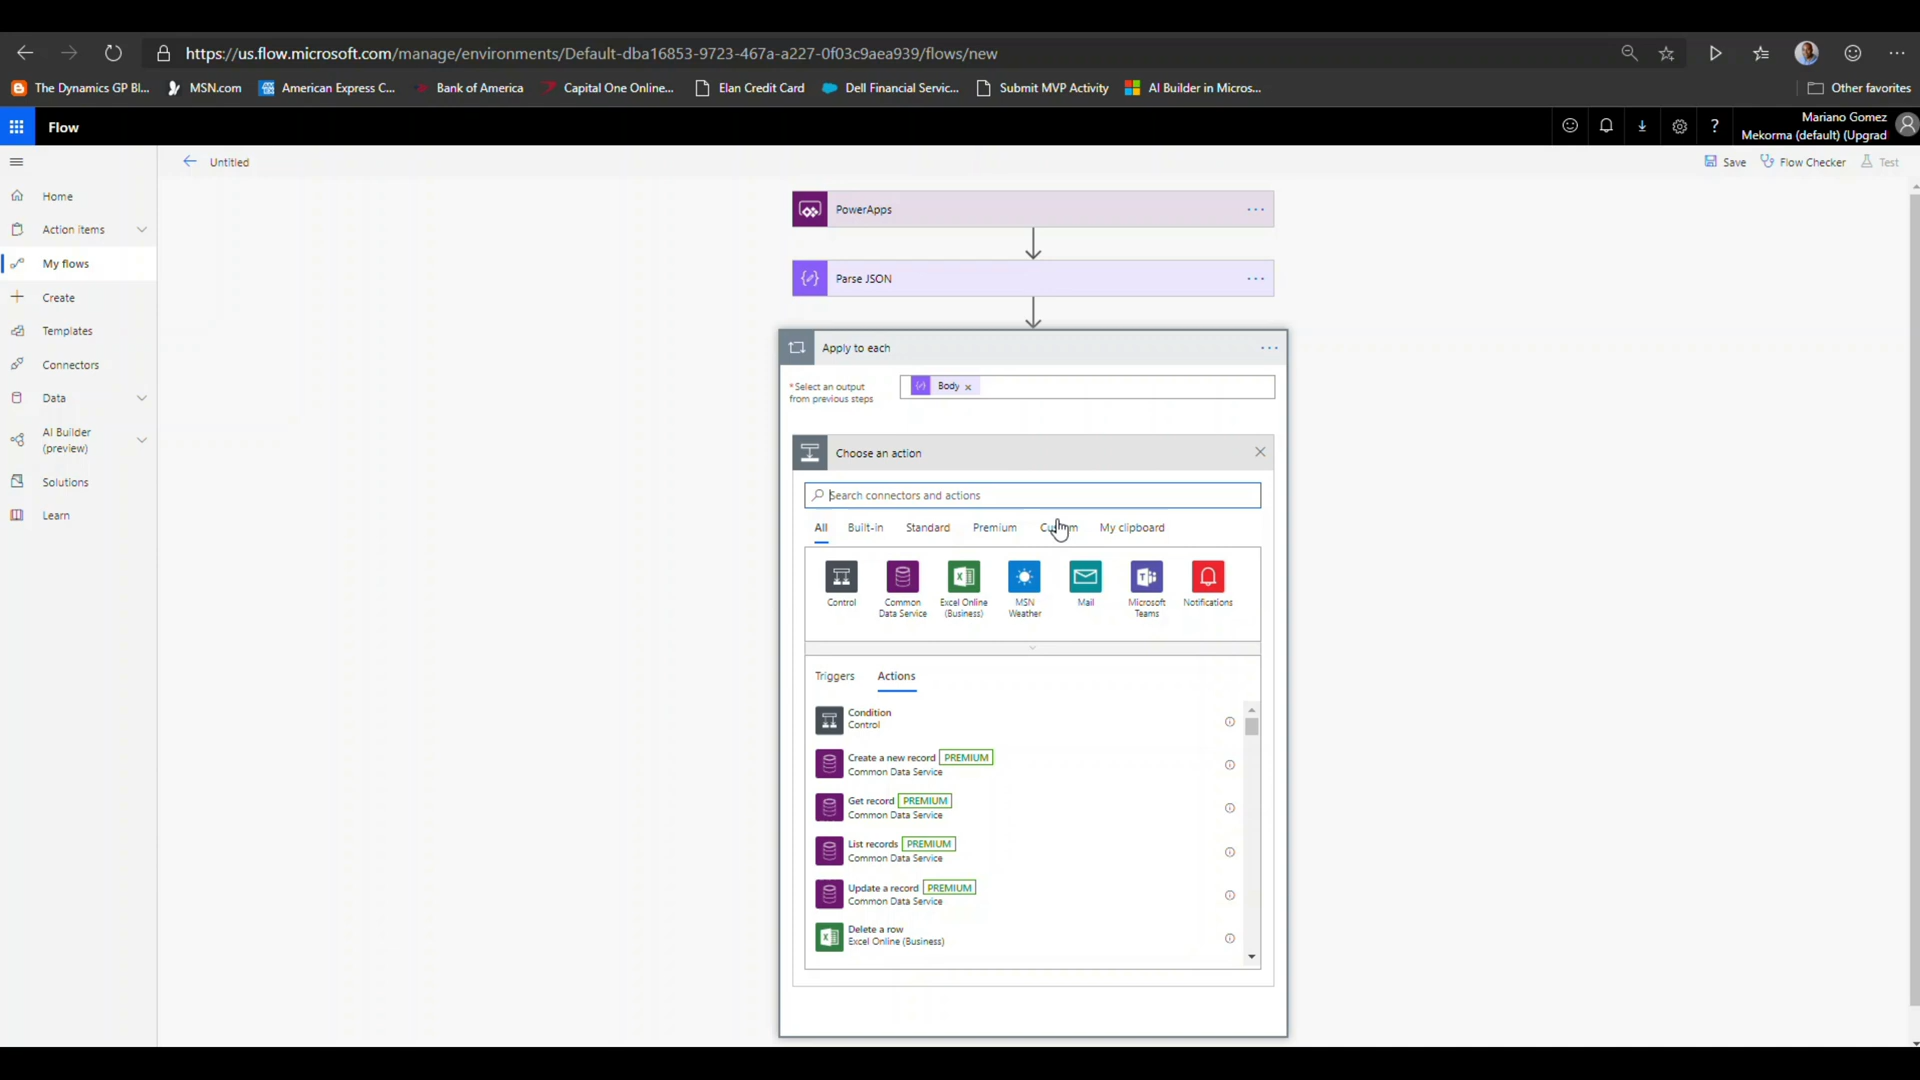 https://us.flow.microsoft.com/manage/environments/Default-dba16853-9723-467a-a227-0f03c9aea939/flows/new
The Dynamics GP Bl... MSN.com American Express C... Bank of America Capital One Online... Elan Credit Card Dell Financial Servic... Submit MVP Activity AI Builder in Micros... Other favorites
Flow
Mariano Gomez
Mekorma (default) (Upgrad
Untitled
Save Flow Checker Test
Home
Action items
My flows
Create
Templates
Connectors
Data
AI Builder
(preview)
Solutions
Learn
PowerApps
Parse JSON
Apply to each
*Select an output
from previous steps
Body
Choose an action
Search connectors and actions
All Built-in Standard Premium My clipboard
Control
Common
Data Service
Excel Online
(Business)
MSN
Weather
Mail
Microsoft
Teams
Notifications
Triggers Actions
Condition
Control
Create a new record PREMIUM
Common Data Service
Get record PREMIUM
Common Data Service
List records PREMIUM
Common Data Service
Update a record PREMIUM
Common Data Service
Delete a row
Excel Online (Business)